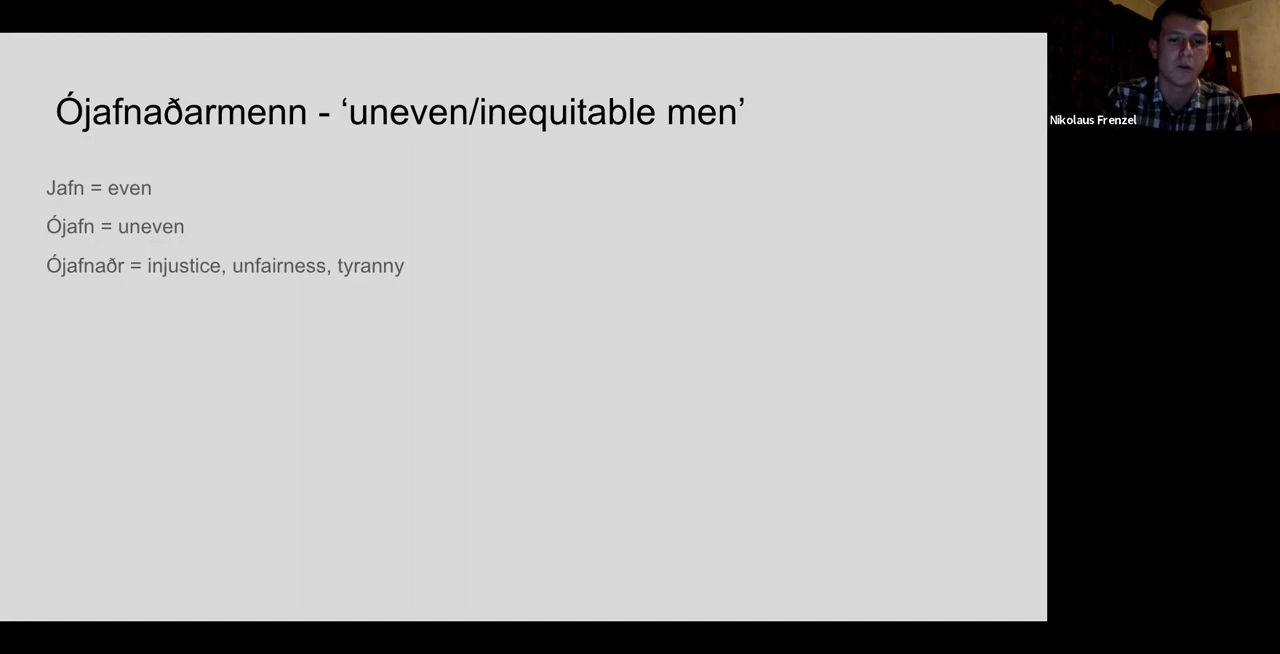 Ójafnaðarmenn - ‘uneven/inequitable men’
Jafn = even
Ójafn = uneven
Ójafnaðr = injustice, unfairness, tyranny
Nikolaus Frenzel